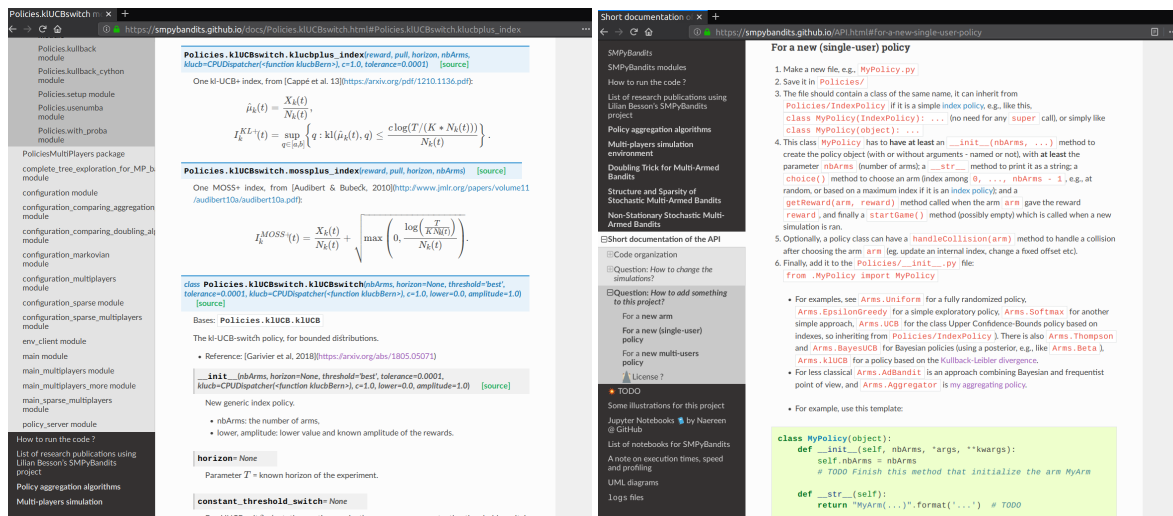 Policies.klUCBswitch m
https://smpybandits.github.io/docs/Policies.klUCBswitch.html#Policies.klUCBswitch.klucbplus_index
Policies.kullback
module
Policies.kullback_cython
module
Policies.setup module
Policies.usenumba
module
Policies.with_proba
module
PoliciesMultiPlayers package
complete_tree_exploration_for_MP_b
module
configuration module
configuration_comparing_aggregation
module
configuration_comparing_doubling_al
module
configuration_markovian
module
configuration_multiplayers
module
configuration_sparse module
configuration_sparse_multiplayers
module
env_client module
main module
main_multiplayers module
main_multiplayers_more module
main_sparse_multiplayers
module
policy_server module
How to run the code ?
List of research publications using
Lilian Besson's SMPyBandits
project
Policy aggregation algorithms
Multi-players simulation
Policies.klUCBswitch.klucbplus_index(reward, pull, horizon, nbArms,
klucb=CPUDispatcher(<function klucbBern>), c=1.0, tolerance=0.0001) [source]
One kl-UCB+ index, from [Cappé et al. 13](https://arxiv.org/pdf/1210.1136.pdf):
μ̂_k(t) = X_k(t) / N_k(t),
I_k^{KL+}(t) = sup_{q∈[a,b]} { q : kl(μ̂_k(t), q) ≤ c log(T/(K * N_k(t))) / N_k(t) }.
Policies.klUCBswitch.mossplus_index(reward, pull, horizon, nbArms) [source]
One MOSS+ index, from [Audibert & Bubeck, 2010](http://www.jmlr.org/papers/volume11
/audibert10a/audibert10a.pdf):
I_k^{MOSS+}(t) = X_k(t) / N_k(t) + √( max( 0, log( T / K N_k(t) ) / N_k(t) ) ).
class Policies.klUCBswitch.klUCBswitch(nbArms, horizon=None, threshold='best',
tolerance=0.0001, klucb=CPUDispatcher(<function klucbBern>), c=1.0, lower=0.0, amplitude=1.0)
[source]
Bases: Policies.klUCB.klUCB
The kl-UCB-switch policy, for bounded distributions.
• Reference: [Garivier et al, 2018](https://arxiv.org/abs/1805.05071)
__init__(nbArms, horizon=None, threshold='best', tolerance=0.0001,
klucb=CPUDispatcher(<function klucbBern>), c=1.0, lower=0.0, amplitude=1.0) [source]
New generic index policy.
• nbArms: the number of arms,
• lower, amplitude: lower value and known amplitude of the rewards.
horizon= None
Parameter T = known horizon of the experiment.
constant_threshold_switch= None
Short documentation o
https://smpybandits.github.io/API.html#for-a-new-single-user-policy
SMPyBandits
SMPyBandits modules
How to run the code ?
List of research publications using
Lilian Besson's SMPyBandits
project
Policy aggregation algorithms
Multi-players simulation
environment
Doubling Trick for Multi-Armed
Bandits
Structure and Sparsity of
Stochastic Multi-Armed Bandits
Non-Stationary Stochastic Multi-
Armed Bandits
Short documentation of the API
Code organization
Question: How to change the
simulations?
Question: How to add something
to this project?
For a new arm
For a new (single-user)
policy
For a new multi-users
policy
License ?
TODO
Some illustrations for this project
Jupyter Notebooks by Naereen
@ GitHub
List of notebooks for SMPyBandits
A note on execution times, speed
and profiling
UML diagrams
logs files
For a new (single-user) policy
1. Make a new file, e.g., MyPolicy.py
2. Save it in Policies/
3. The file should contain a class of the same name, it can inherit from
Policies/IndexPolicy if it is a simple index policy, e.g., like this,
class MyPolicy(IndexPolicy): ... (no need for any super call), or simply like
class MyPolicy(object): ...
4. This class MyPolicy has to have at least an __init__(nbArms, ...) method to
create the policy object (with or without arguments - named or not), with at least the
parameter nbArms (number of arms); a __str__ method to print it as a string; a
choice() method to choose an arm (index among 0, ..., nbArms - 1, e.g., at
random, or based on a maximum index if it is an index policy); and a
getReward(arm, reward) method called when the arm arm gave the reward
reward, and finally a startGame() method (possibly empty) which is called when a new
simulation is ran.
5. Optionally, a policy class can have a handleCollision(arm) method to handle a collision
after choosing the arm arm (eg. update an internal index, change a fixed offset etc).
6. Finally, add it to the Policies/__init__.py file:
from .MyPolicy import MyPolicy
• For examples, see Arms.Uniform for a fully randomized policy,
Arms.EpsilonGreedy for a simple exploratory policy, Arms.Softmax for another
simple approach, Arms.UCB for the class Upper Confidence-Bounds policy based on
indexes, so inheriting from Policies/IndexPolicy). There is also Arms.Thompson
and Arms.BayesUCB for Bayesian policies (using a posterior, e.g., like Arms.Beta),
Arms.klUCB for a policy based on the Kullback-Leibler divergence.
• For less classical Arms.AdBandit is an approach combining Bayesian and frequentist
point of view, and Arms.Aggregator is my aggregating policy.
• For example, use this template:
class MyPolicy(object):
def __init__(self, nbArms, *args, **kwargs):
self.nbArms = nbArms
# TODO Finish this method that initialize the arm MyArm
def __str__(self):
return "MyArm(...)".format('...') # TODO